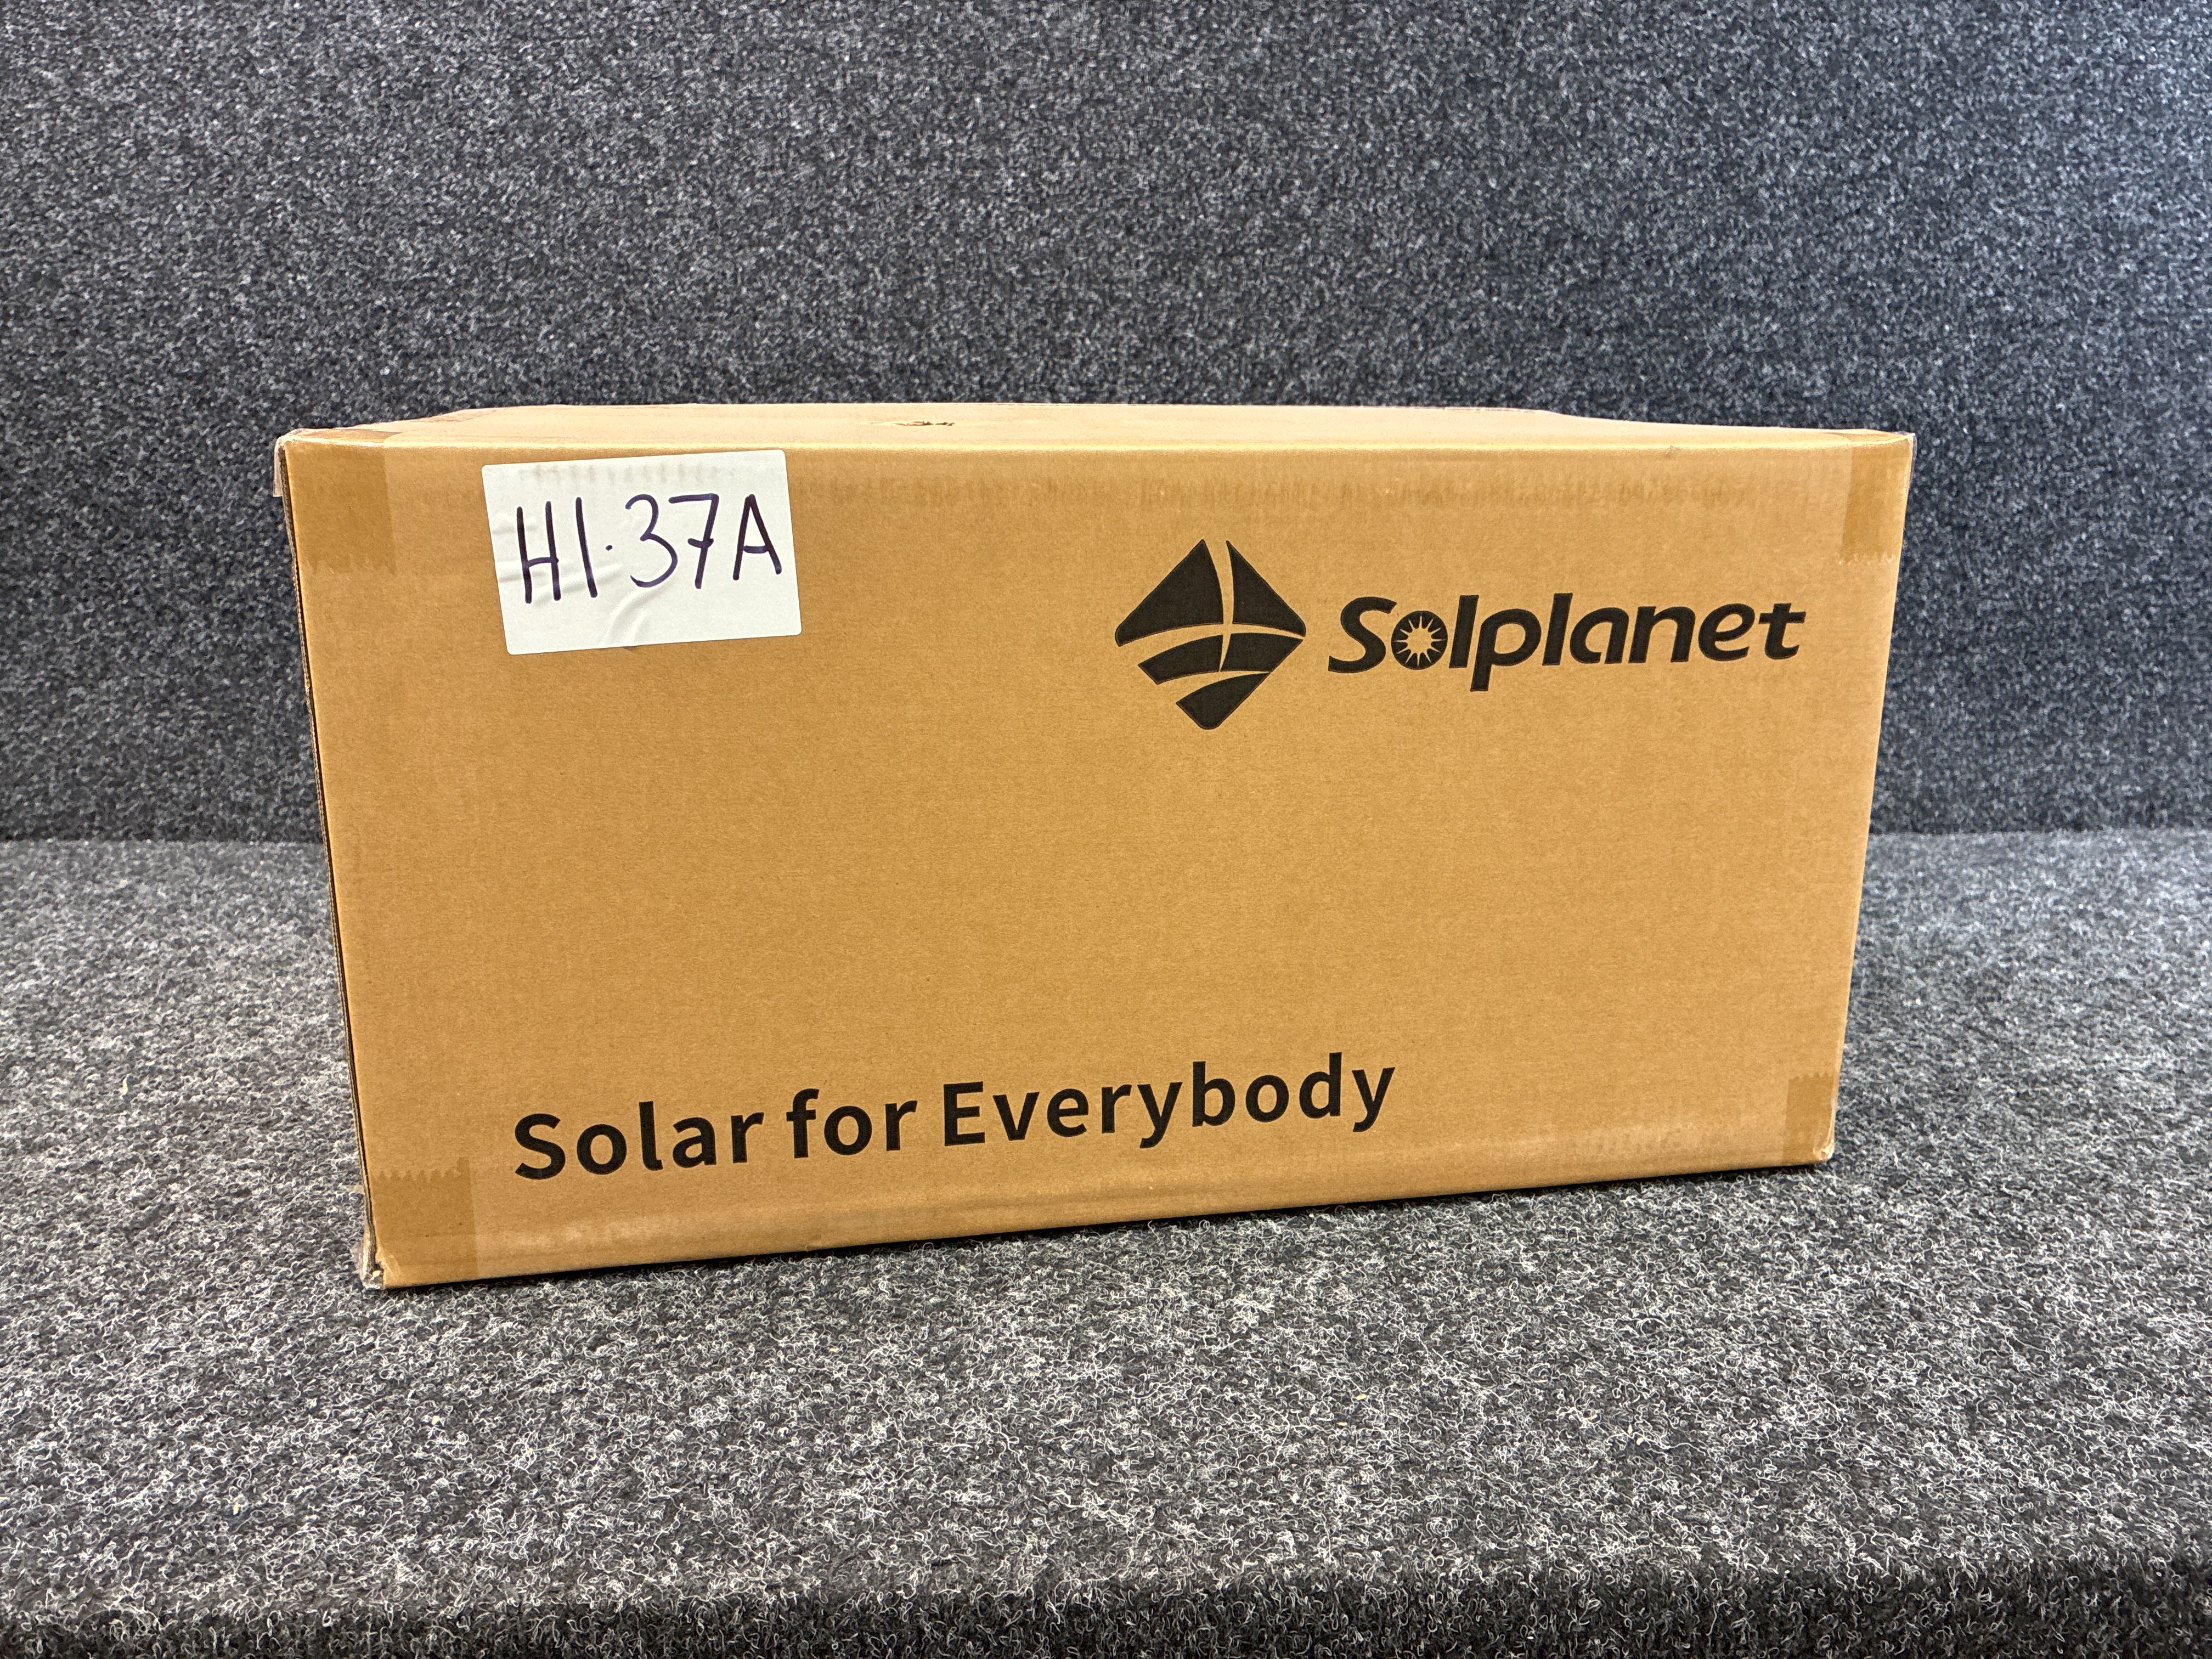 H1.37A
Solplanet
Solar for Everybody